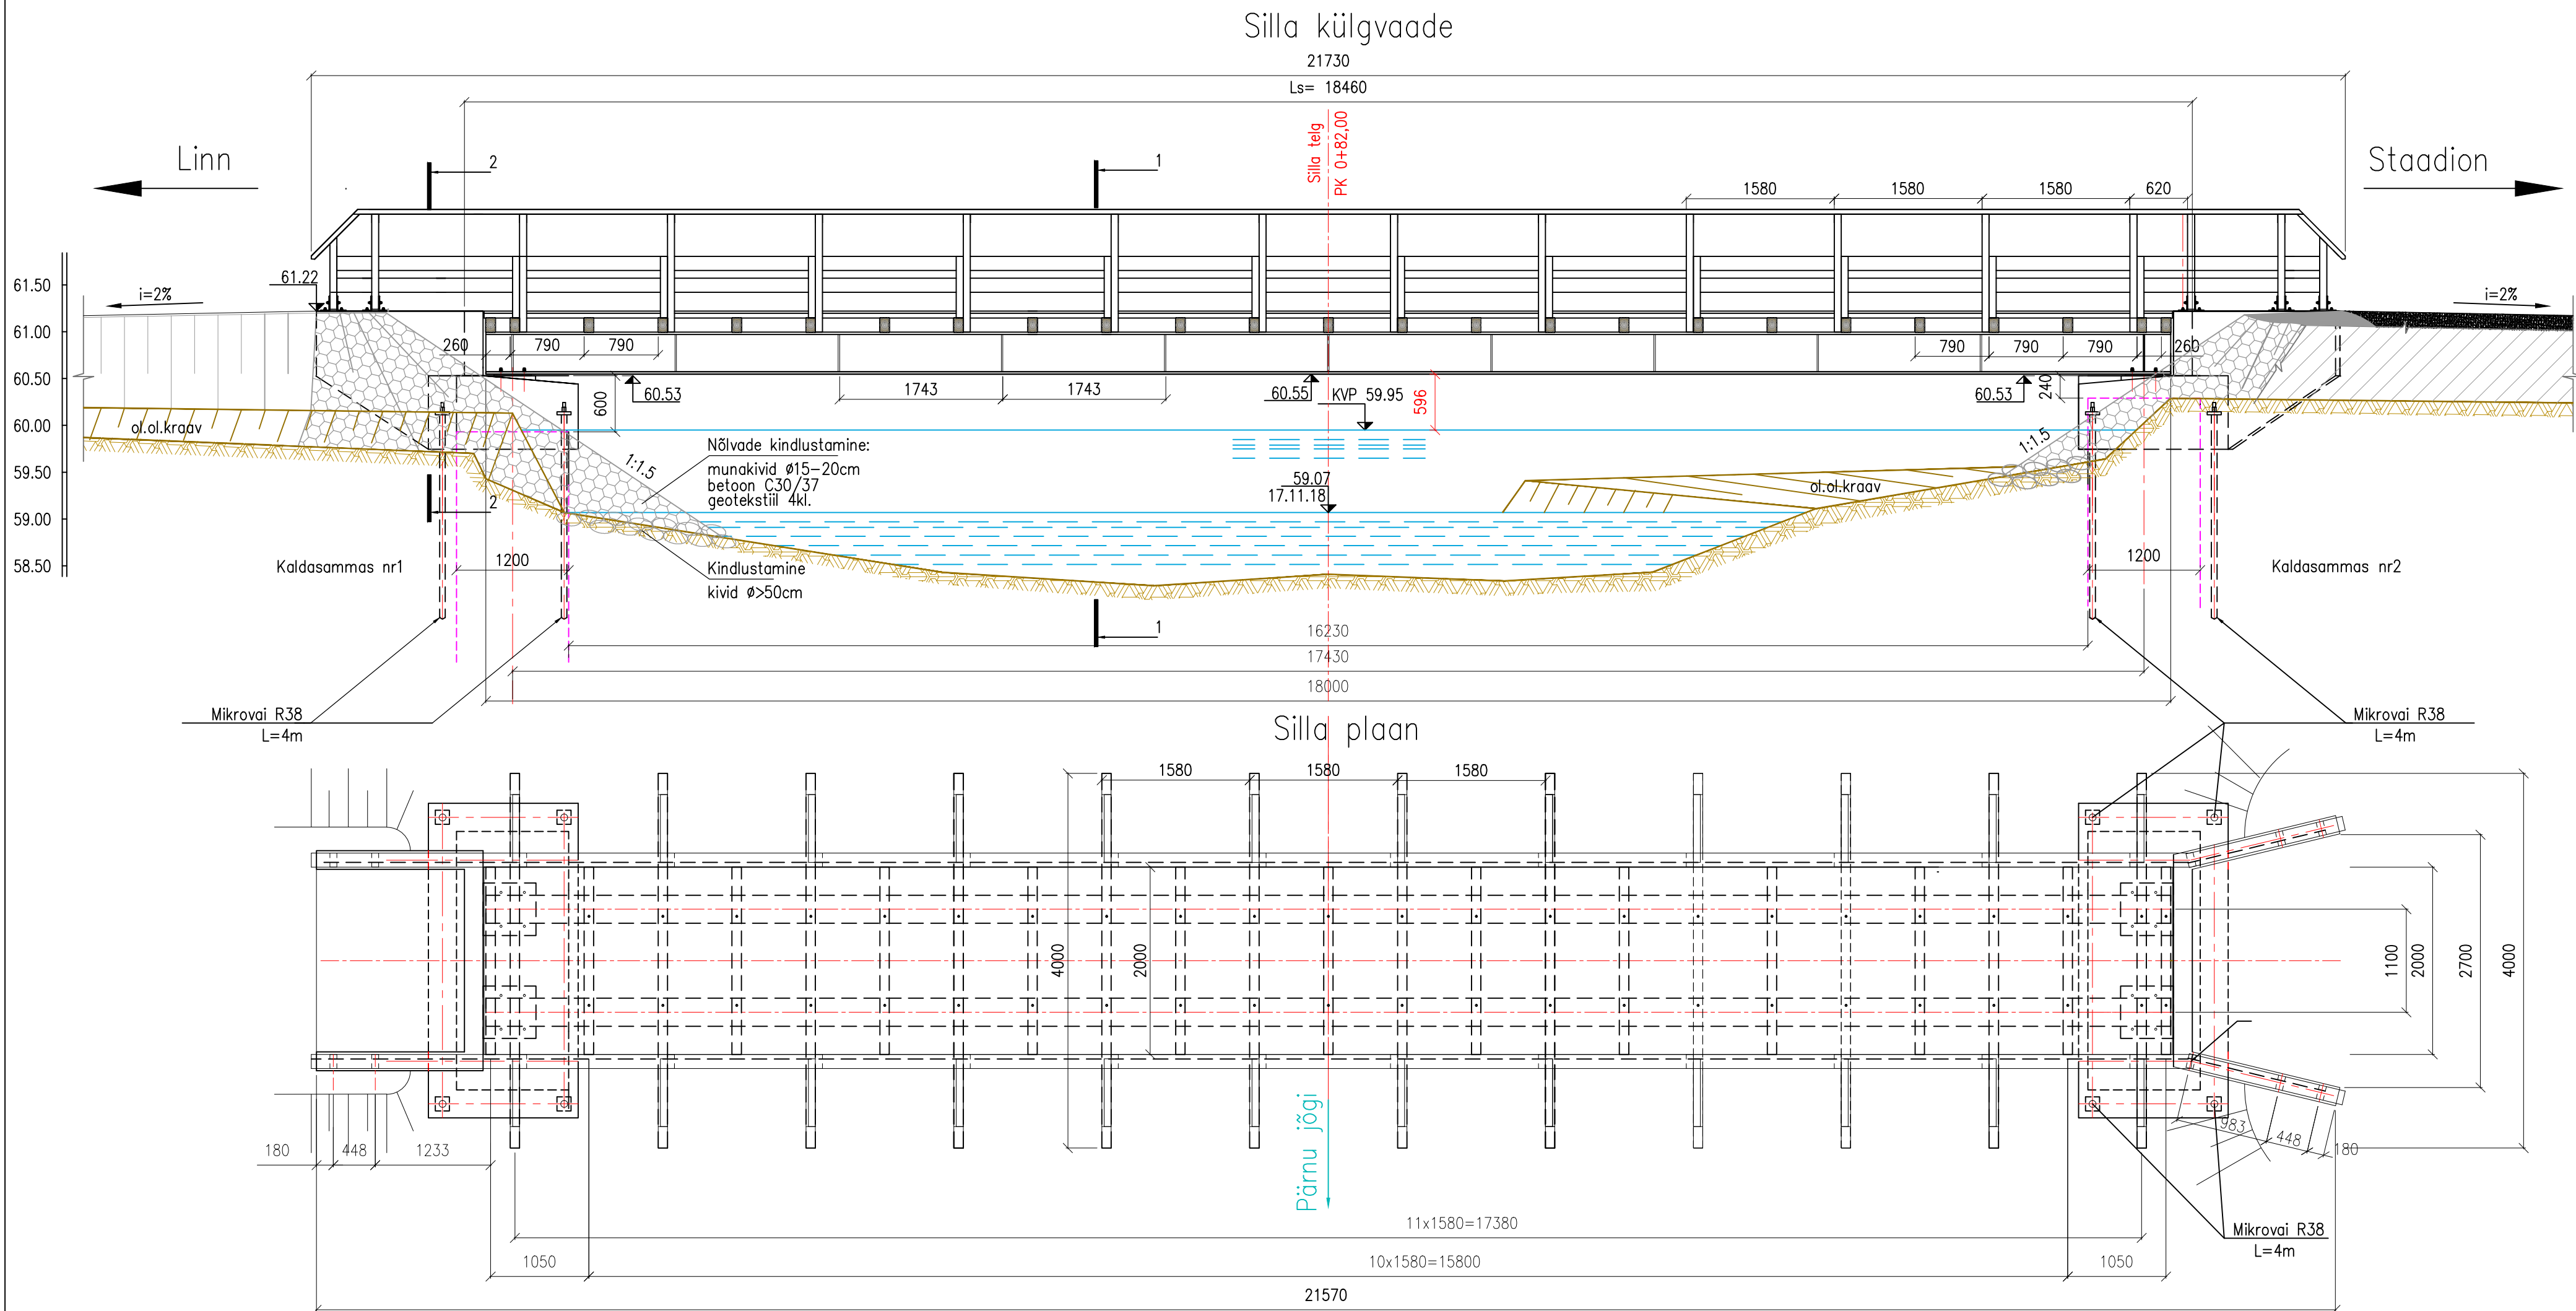 Silla külgvaade
21730
Ls= 18460
Silla telg
PK 0+82,00
Linn
Staadion
2
1
1580
1580
1580
620
61.50
61.00
60.50
60.00
59.50
59.00
58.50
61.22
i=2%
i=2%
260
790
790
790
790
790
260
600
60.53
1743
1743
60.55
KVP 59.95
596
60.53
240
ol.ol.kraav
Nõlvade kindlustamine:
munakivid ø15-20cm
betoon C30/37
geotekstiil 4kl.
1:1.5
1:1.5
59.07
17.11.18
ol.ol.kraav
2
Kaldasammas nr1
1200
Kindlustamine
kivid ø>50cm
1200
Kaldasammas nr2
1
16230
17430
18000
Mikrovai R38
L=4m
Mikrovai R38
L=4m
Silla plaan
1580
1580
1580
4000
2000
1100
2000
2700
4000
180
448
1233
983
448
180
Pärnu jõgi
11x1580=17380
Mikrovai R38
L=4m
1050
10x1580=15800
1050
21570